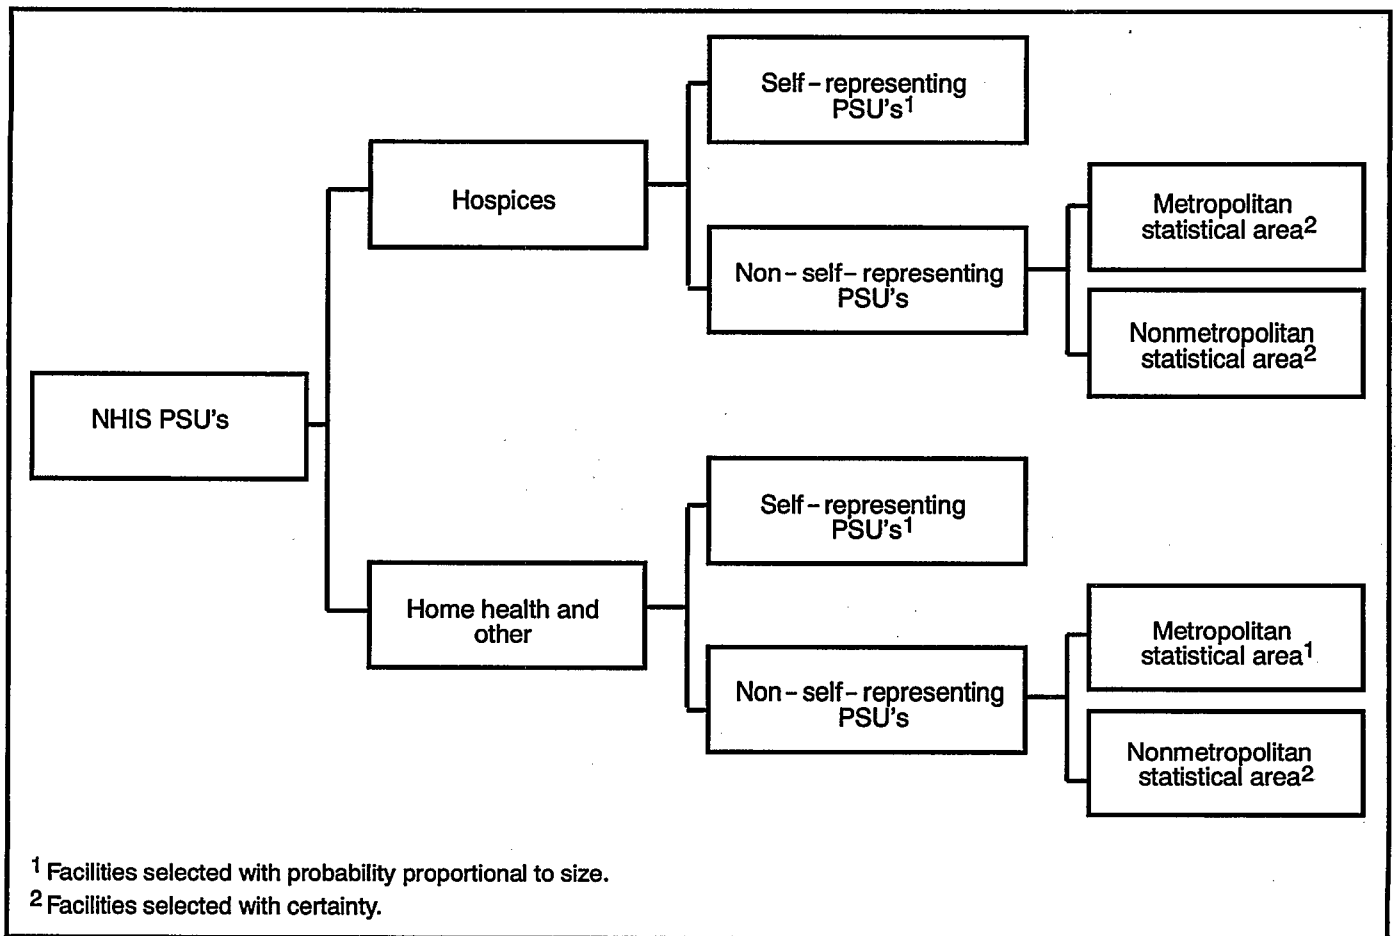 Self-representing
PSU's1
Hospices
Metropolitan
statistical area2
Non-self-representing
PSU's
Nonmetropolitan
statistical area2
NHIS PSU's
Self-representing
PSU's1
Home health and
other
Metropolitan
statistical area1
Non-self-representing
PSU's
Nonmetropolitan
statistical area2
1 Facilities selected with probability proportional to size.
2 Facilities selected with certainty.